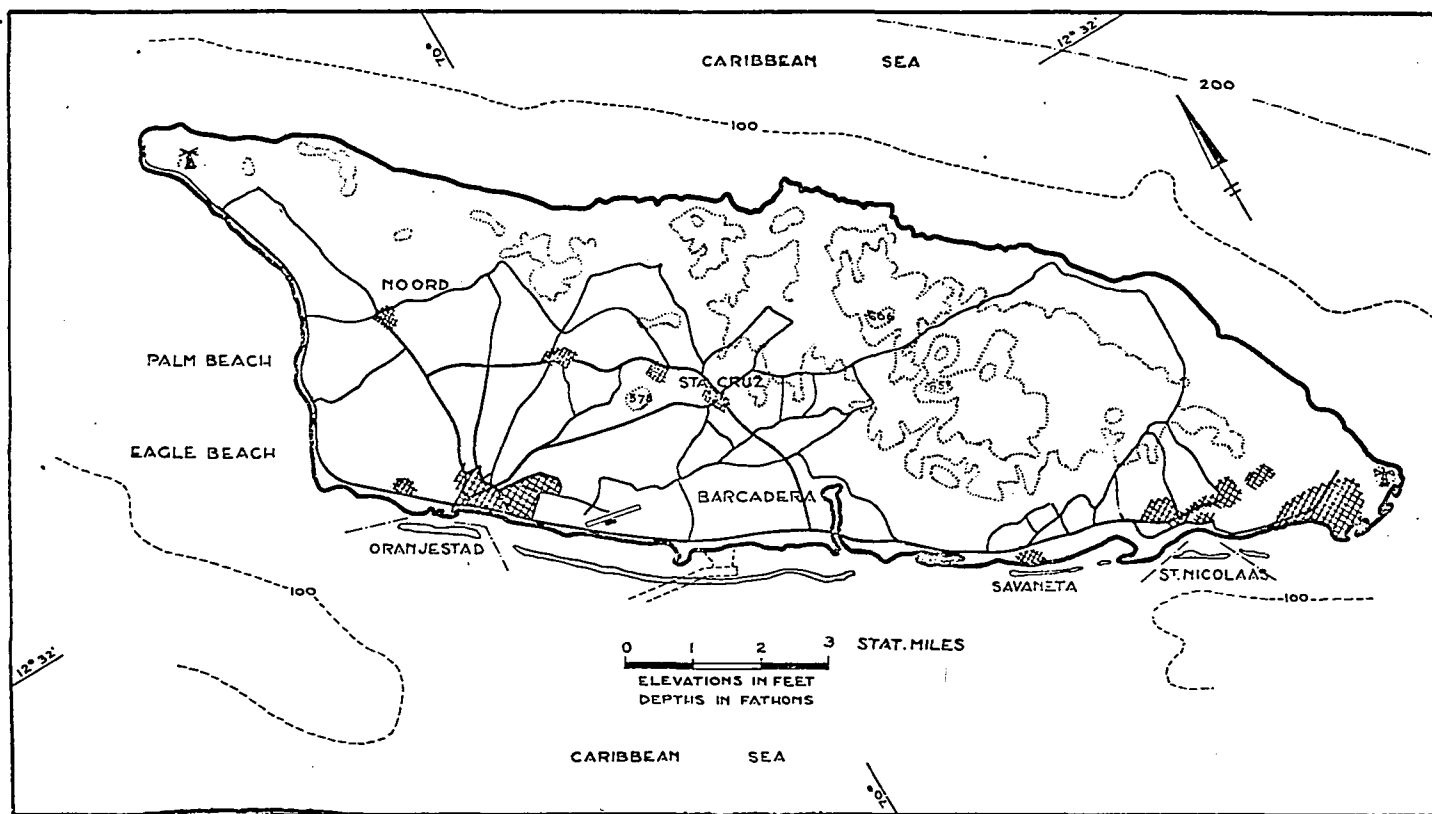 70°
12° 32'
CARIBBEAN SEA
200
100
NOORD
606
PALM BEACH
STA. CRUZ
578
EAGLE BEACH
BARCADERA
ORANJESTAD
SAVANETA
ST. NICOLAAS
100
100
0 1 2 3 STAT. MILES
ELEVATIONS IN FEET
DEPTHS IN FATHOMS
12° 32'
CARIBBEAN SEA
70°